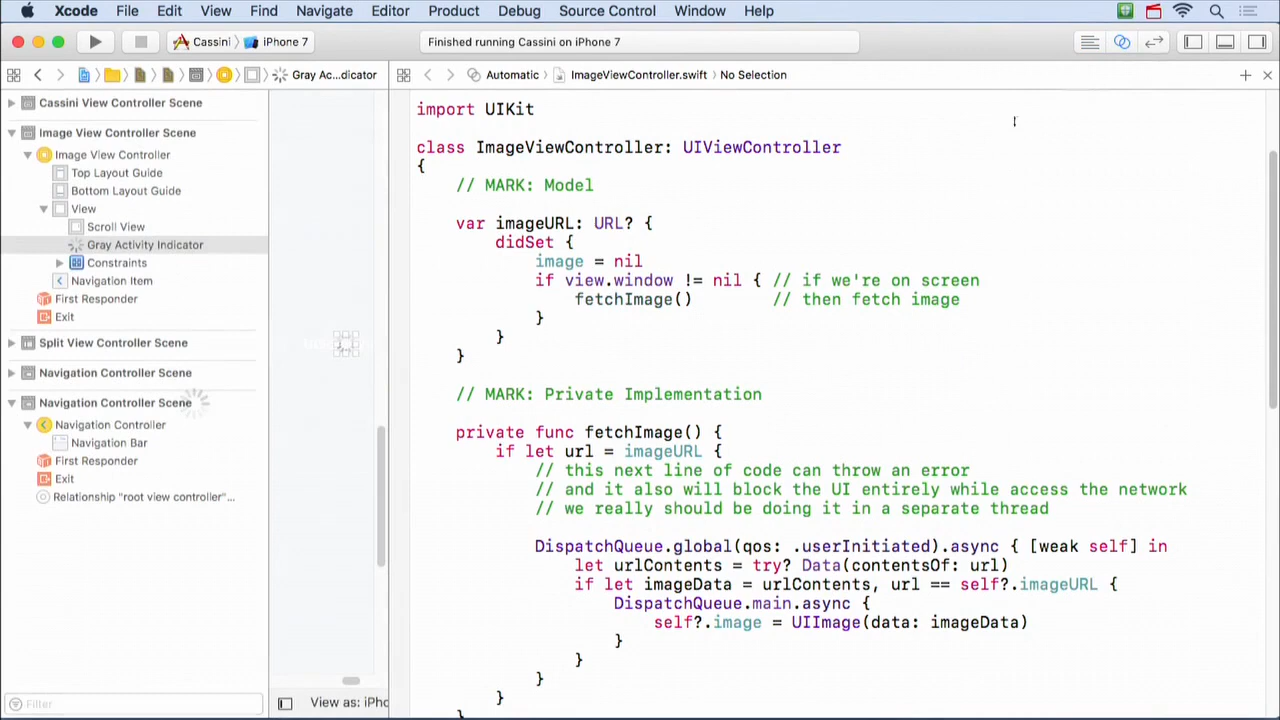 Xcode File Edit View Find Navigate Editor Product Debug Source Control Window Help
Cassini iPhone 7 Finished running Cassini on iPhone 7
Gray Ac...dicator Automatic ImageViewController.swift No Selection
Cassini View Controller Scene
Image View Controller Scene
Image View Controller
Top Layout Guide
Bottom Layout Guide
View
Scroll View
Gray Activity Indicator
Constraints
Navigation Item
First Responder
Exit
Split View Controller Scene
Navigation Controller Scene
Navigation Controller Scene
Navigation Controller
Navigation Bar
First Responder
Exit
Relationship "root view controller"...
Filter
View as: iPho
import UIKit
class ImageViewController: UIViewController
{
// MARK: Model
var imageURL: URL? {
didSet {
image = nil
if view.window != nil { // if we're on screen
fetchImage() // then fetch image
}
}
}
// MARK: Private Implementation
private func fetchImage() {
if let url = imageURL {
// this next line of code can throw an error
// and it also will block the UI entirely while access the network
// we really should be doing it in a separate thread
DispatchQueue.global(qos: .userInitiated).async { [weak self] in
let urlContents = try? Data(contentsOf: url)
if let imageData = urlContents, url == self?.imageURL {
DispatchQueue.main.async {
self?.image = UIImage(data: imageData)
}
}
}
}
}